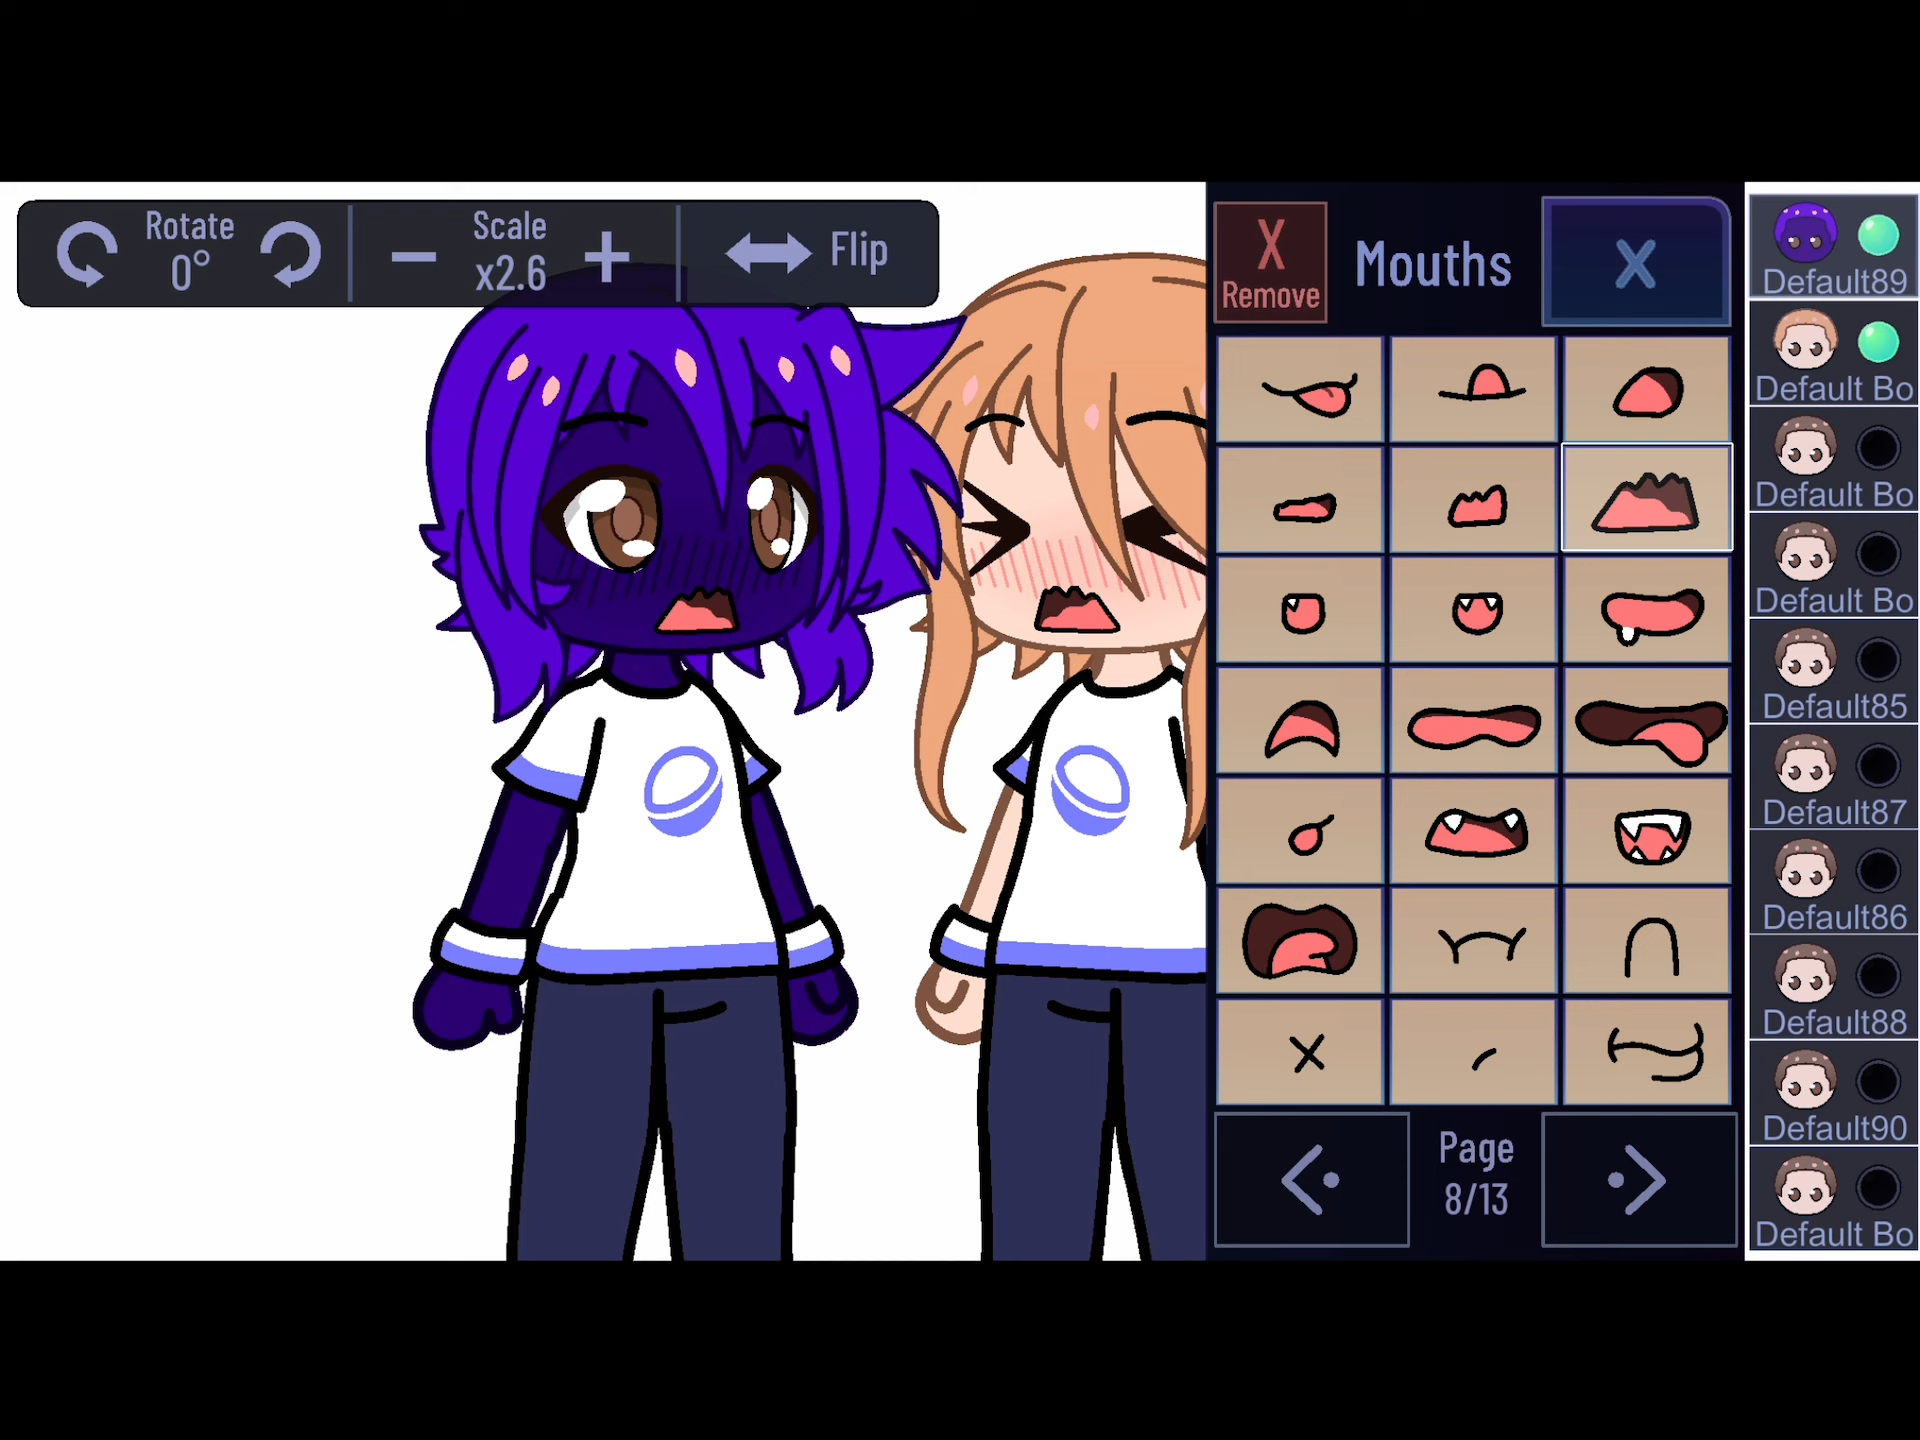 Rotate
0°
Scale
x2.6
Flip
X
Remove
Mouths
X
Page
8/13
Default89
Default Bo
Default Bo
Default Bo
Default85
Default87
Default86
Default88
Default90
Default Bo